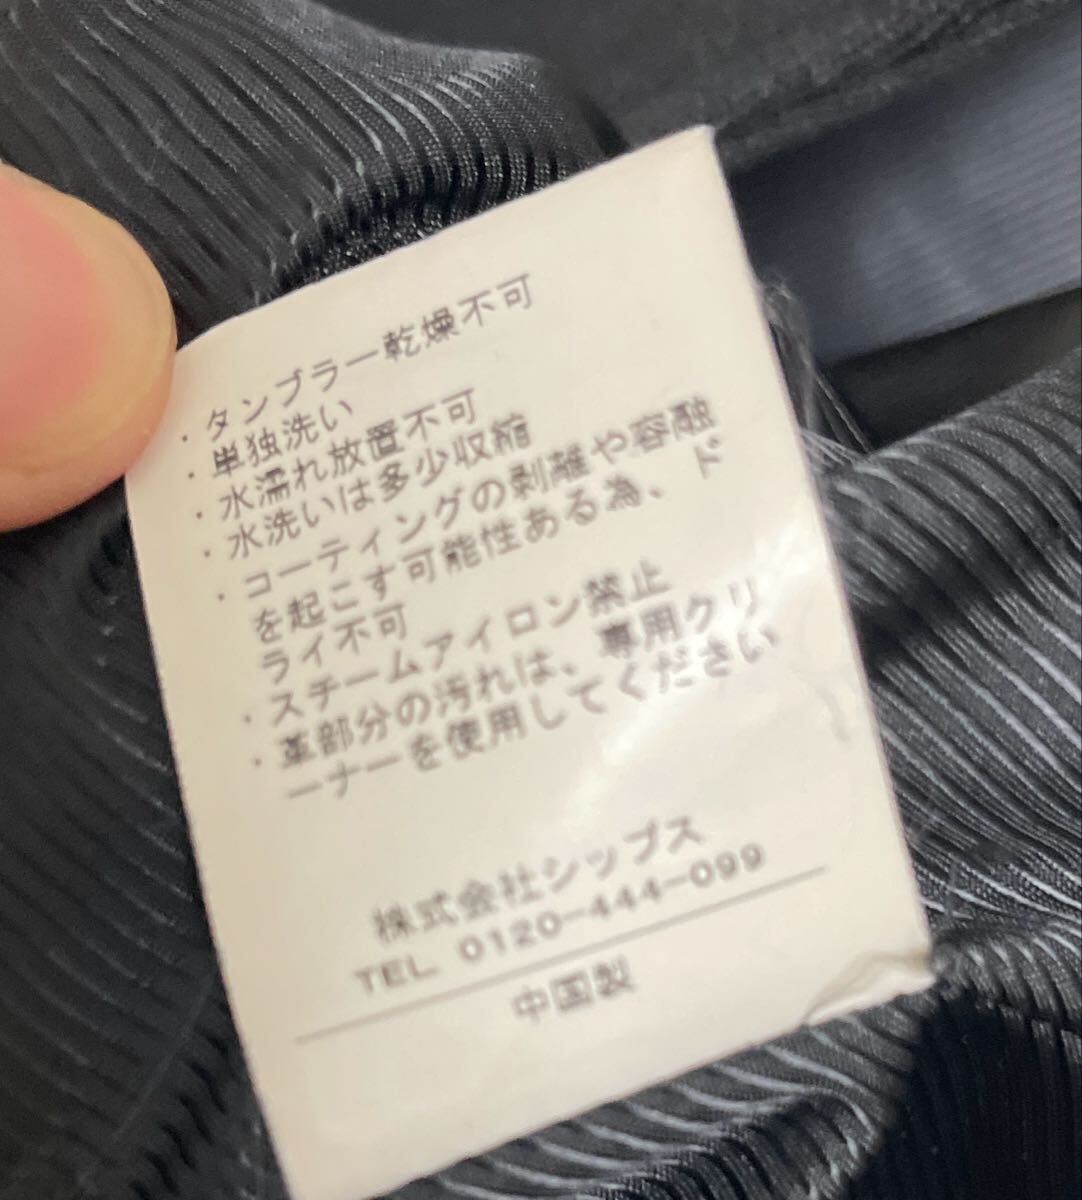 ・タンブラー乾燥不可
・単独洗い
・水濡れ放置不可
・水洗いは多少収縮
・コーティングの剥離や容融
を起こす可能性ある為、ド
ライ不可
・スチームアイロン禁止
・革部分の汚れは、専用クリ
ーナーを使用してください
株式会社シップス
TEL 0120-444-099
中国製